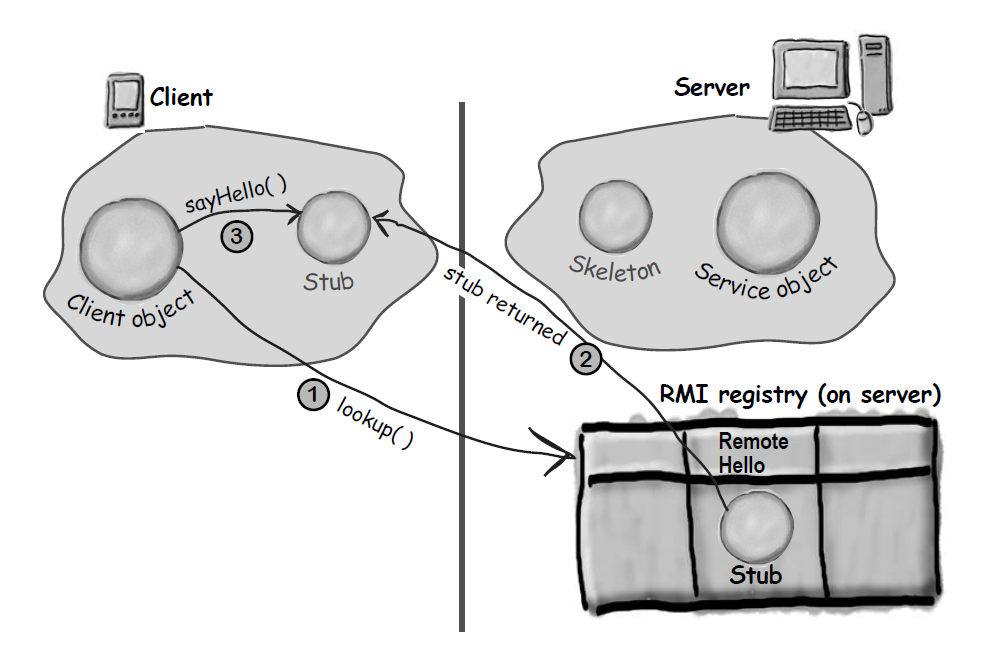 Client
Server
sayHello( )
3
Stub
Client object
Skeleton
Service object
stub returned
2
1
lookup( )
RMI registry (on server)
Remote
Hello
Stub